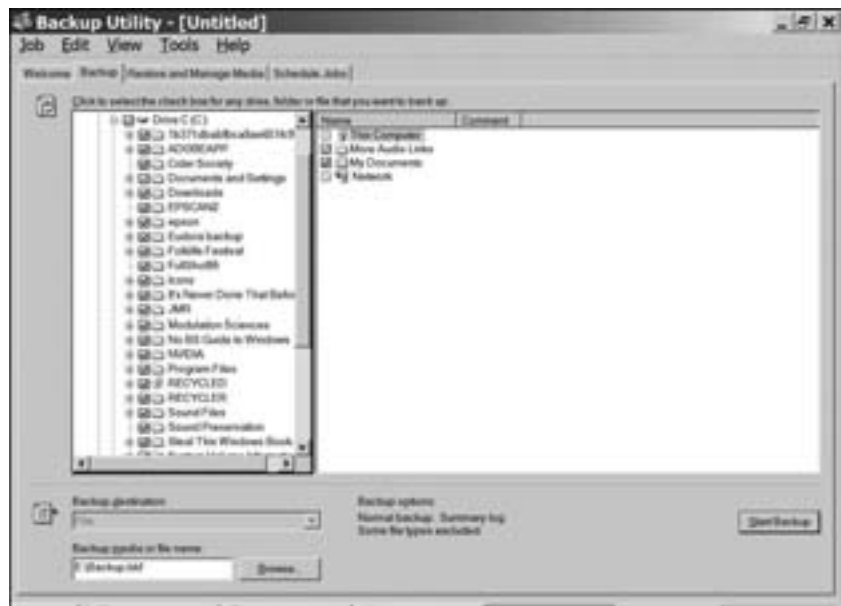 Backup Utility - [Untitled]
Job Edit View Tools Help
Welcome Backup Restore and Manage Media Schedule Jobs
Click to select the check box for any drive, folder or file that you want to back up.
Drive C (C:)
ADOBEAPP
Cider Society
Documents and Settings
Downloads
EPSCAN2
epson
Eudora backup
Folklife Festival
FullShot88
Icons
It's Never Done That Befo
JMR
Modulation Sciences
No BS Guide to Windows
NVIDIA
Program Files
RECYCLED
RECYCLER
Sound Files
Sound Preservation
Steal This Windows Book
Name Comment
This Computer
More Audio Links
My Documents
Network
Backup destination:
File
Backup media or file name:
Browse...
Backup options:
Normal backup. Summary log.
Some file types excluded.
Start Backup